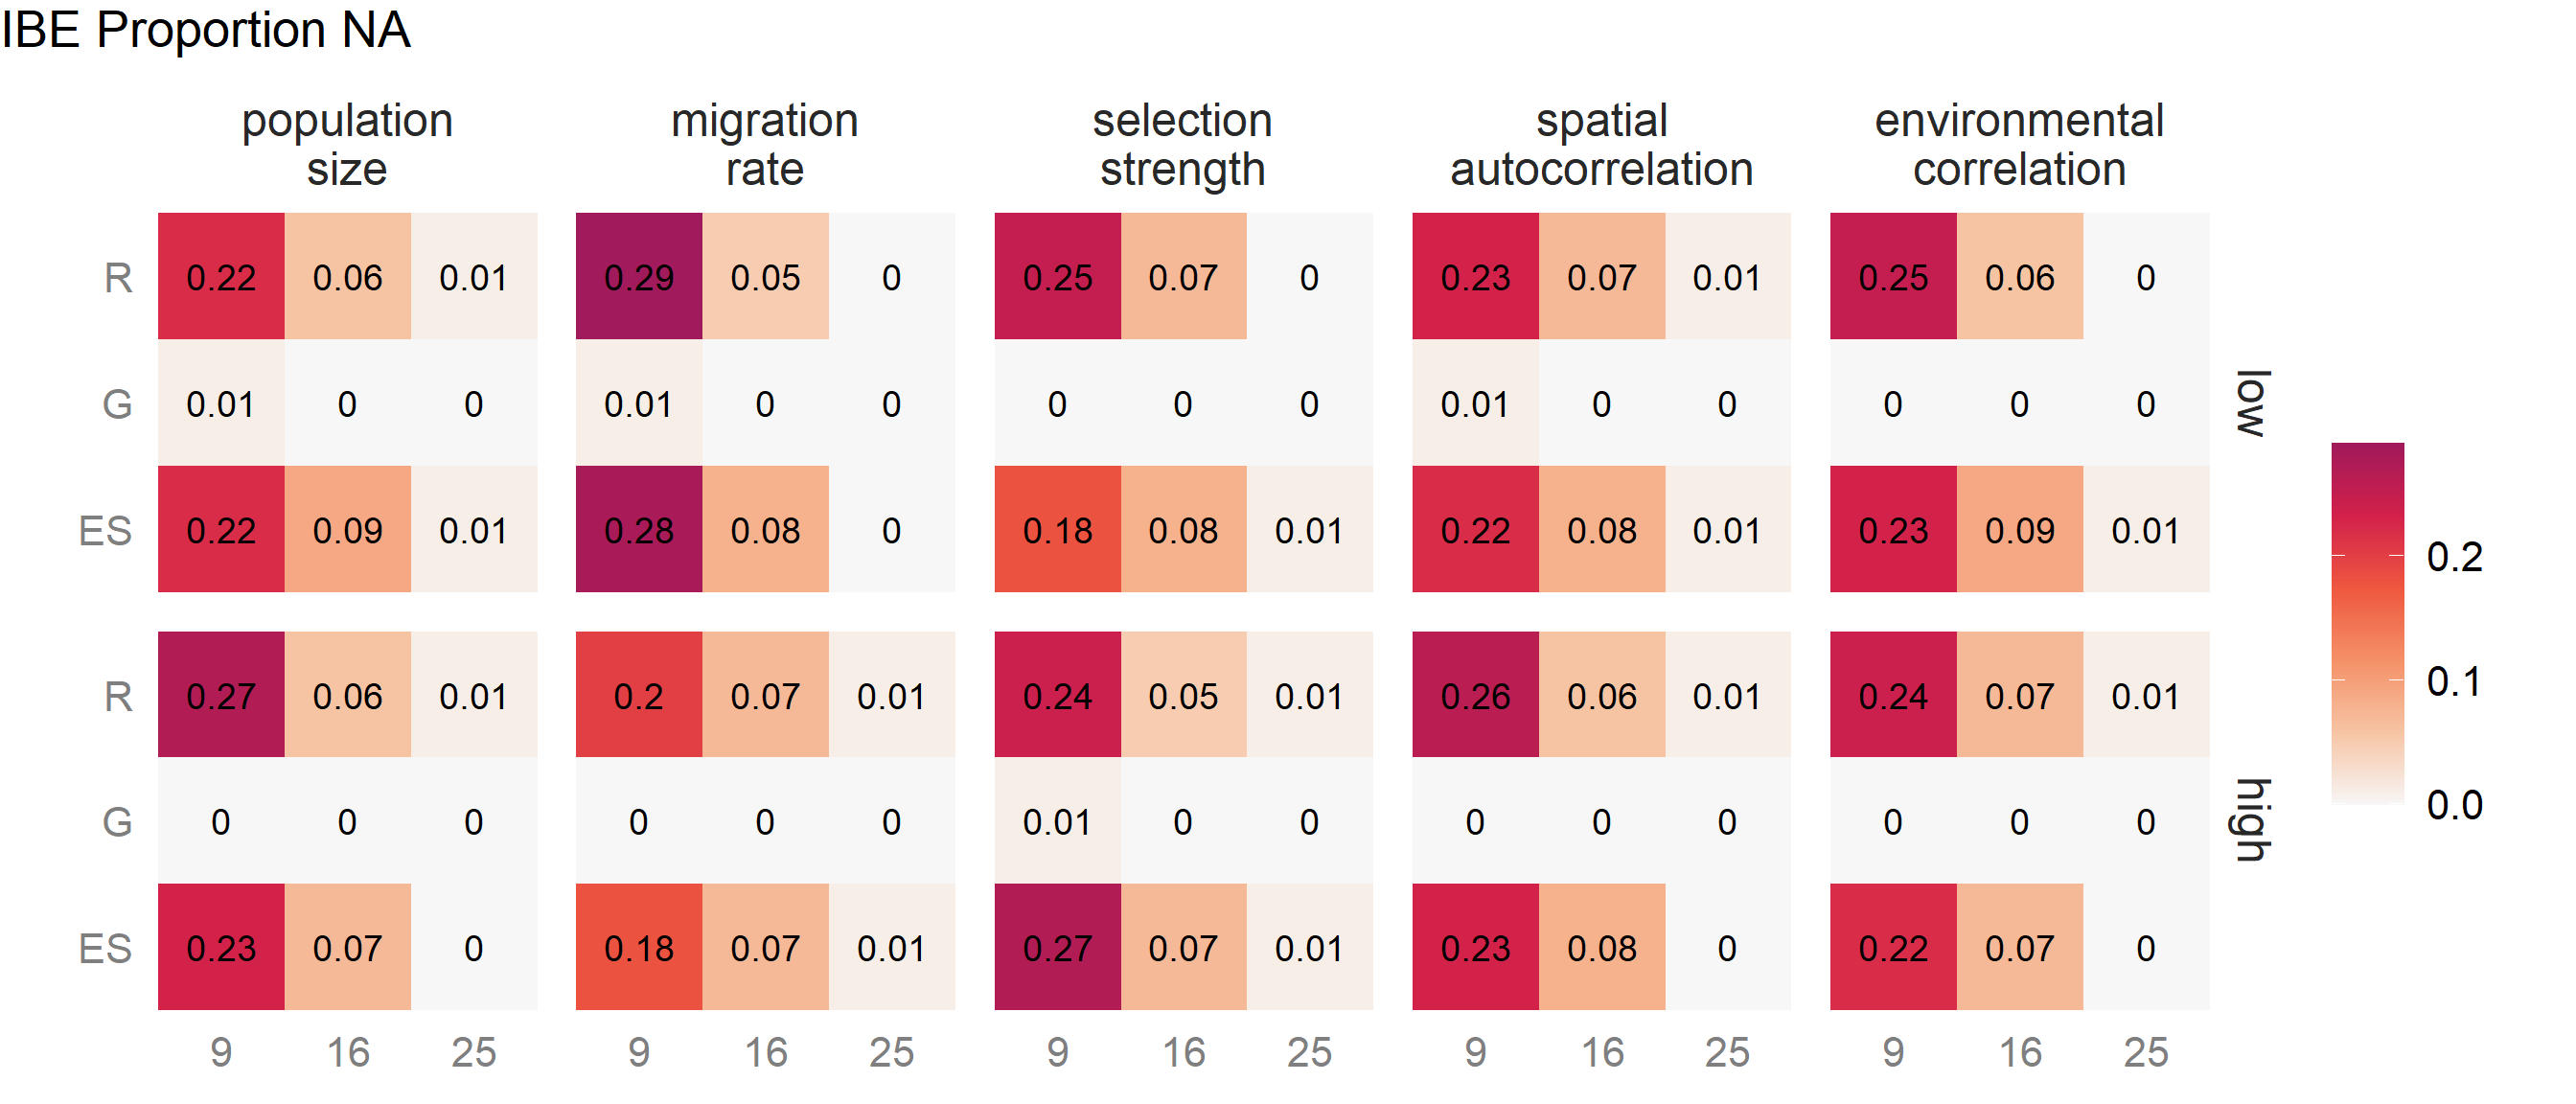 IBE Proportion NA
population migration selection spatial environmental
size rate strength autocorrelation correlation
R 0.22 0.06 0.01 0.29 0.05 0 0.25 0.07 0 0.23 0.07 0.01 0.25 0.06 0
G 0.01 0 0 0.01 0 0 0 0 0 0.01 0 0 0 0 0
low
ES 0.22 0.09 0.01 0.28 0.08 0 0.18 0.08 0.01 0.22 0.08 0.01 0.23 0.09 0.01
R 0.27 0.06 0.01 0.2 0.07 0.01 0.24 0.05 0.01 0.26 0.06 0.01 0.24 0.07 0.01
G 0 0 0 0 0 0 0.01 0 0 0 0 0 0 0 0
high
ES 0.23 0.07 0 0.18 0.07 0.01 0.27 0.07 0.01 0.23 0.08 0 0.22 0.07 0
9 16 25 9 16 25 9 16 25 9 16 25 9 16 25
0.2
0.1
0.0